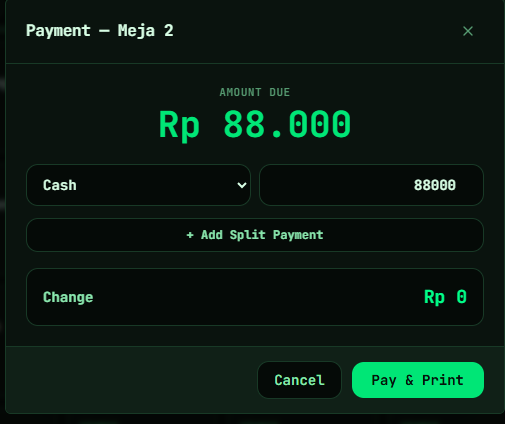 Payment — Meja 2
×
AMOUNT DUE
Rp 88.000
Cash
88000
+ Add Split Payment
Change
Rp 0
Cancel
Pay & Print